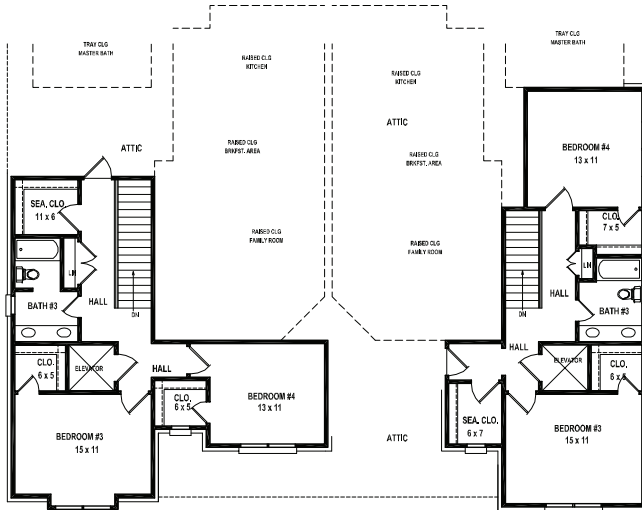 TRAY CLG
MASTER BATH
RAISED CLG
KITCHEN
RAISED CLG
KITCHEN
TRAY CLG
MASTER BATH
ATTIC
RAISED CLG
BRKFST. AREA
ATTIC
RAISED CLG
BRKFST. AREA
BEDROOM #4
13 x 11
SEA. CLO.
11 x 6
LIN
BATH #3
HALL
DN
RAISED CLG
FAMILY ROOM
RAISED CLG
FAMILY ROOM
CLO.
7 x 5
LIN
HALL
DN
BATH #3
CLO.
6 x 5
ELEVATOR
HALL
CLO.
6 x 5
BEDROOM #4
13 x 11
BEDROOM #3
15 x 11
ATTIC
HALL
ELEVATOR
CLO.
SEA. CLO.
6 x 7
BEDROOM #3
15 x 11